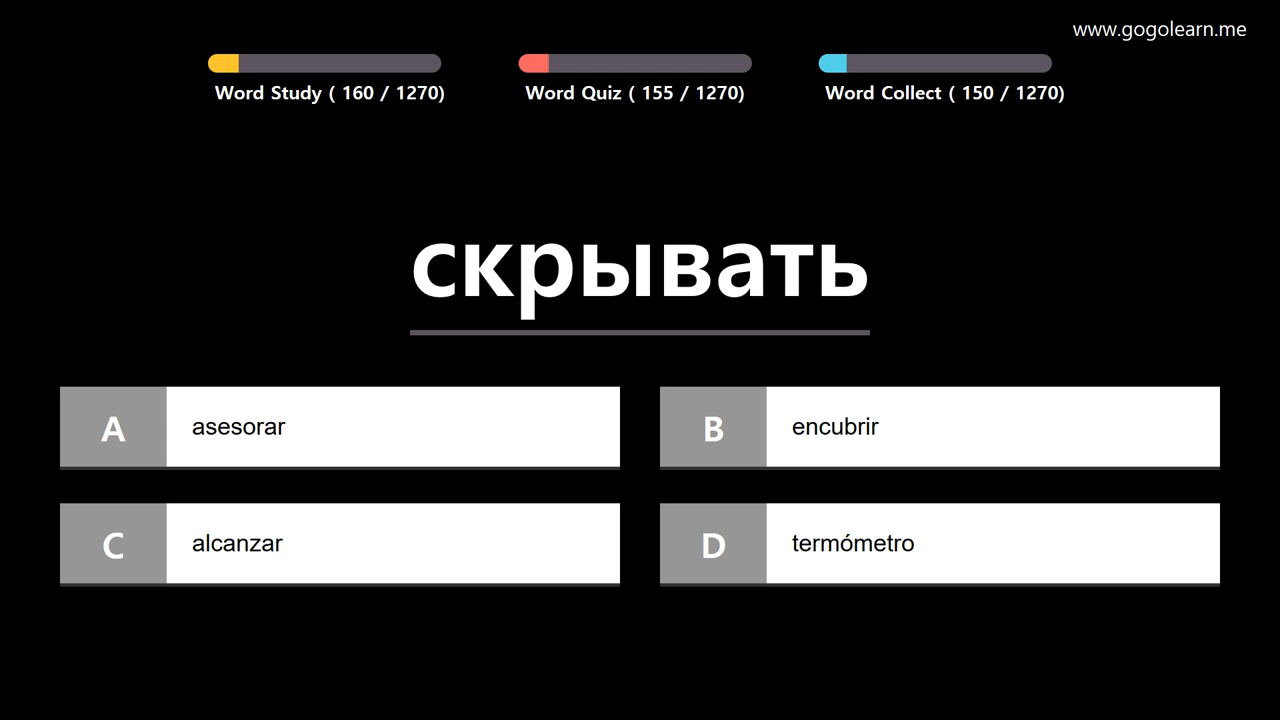 www.gogolearn.me
Word Study ( 160 / 1270)
Word Quiz ( 155 / 1270)
Word Collect ( 150 / 1270)
скрывать
A asesorar
B encubrir
C alcanzar
D termómetro